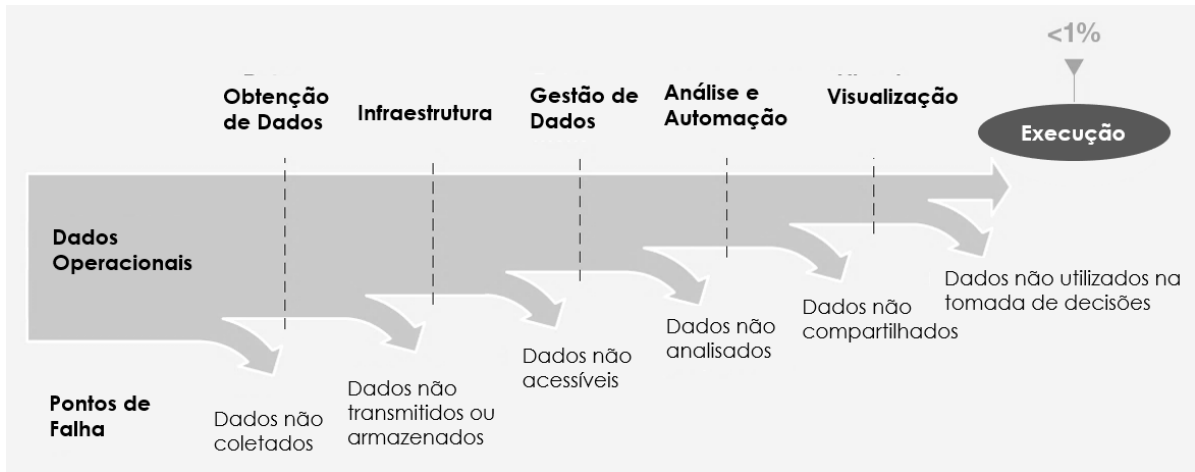 <1%
Obtenção
de Dados
Infraestrutura
Gestão de
Dados
Análise e
Automação
Visualização
Execução
Dados
Operacionais
Pontos de
Falha
Dados não
coletados
Dados não
transmitidos ou
armazenados
Dados não
acessíveis
Dados não
analisados
Dados não
compartilhados
Dados não utilizados na
tomada de decisões